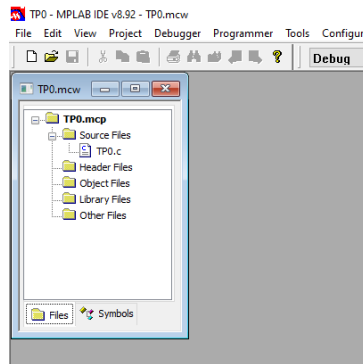 TP0 - MPLAB IDE v8.92 - TP0.mcw
File Edit View Project Debugger Programmer Tools Configur
Debug
TP0.mcw
TP0.mcp
Source Files
TP0.c
Header Files
Object Files
Library Files
Other Files
Files Symbols